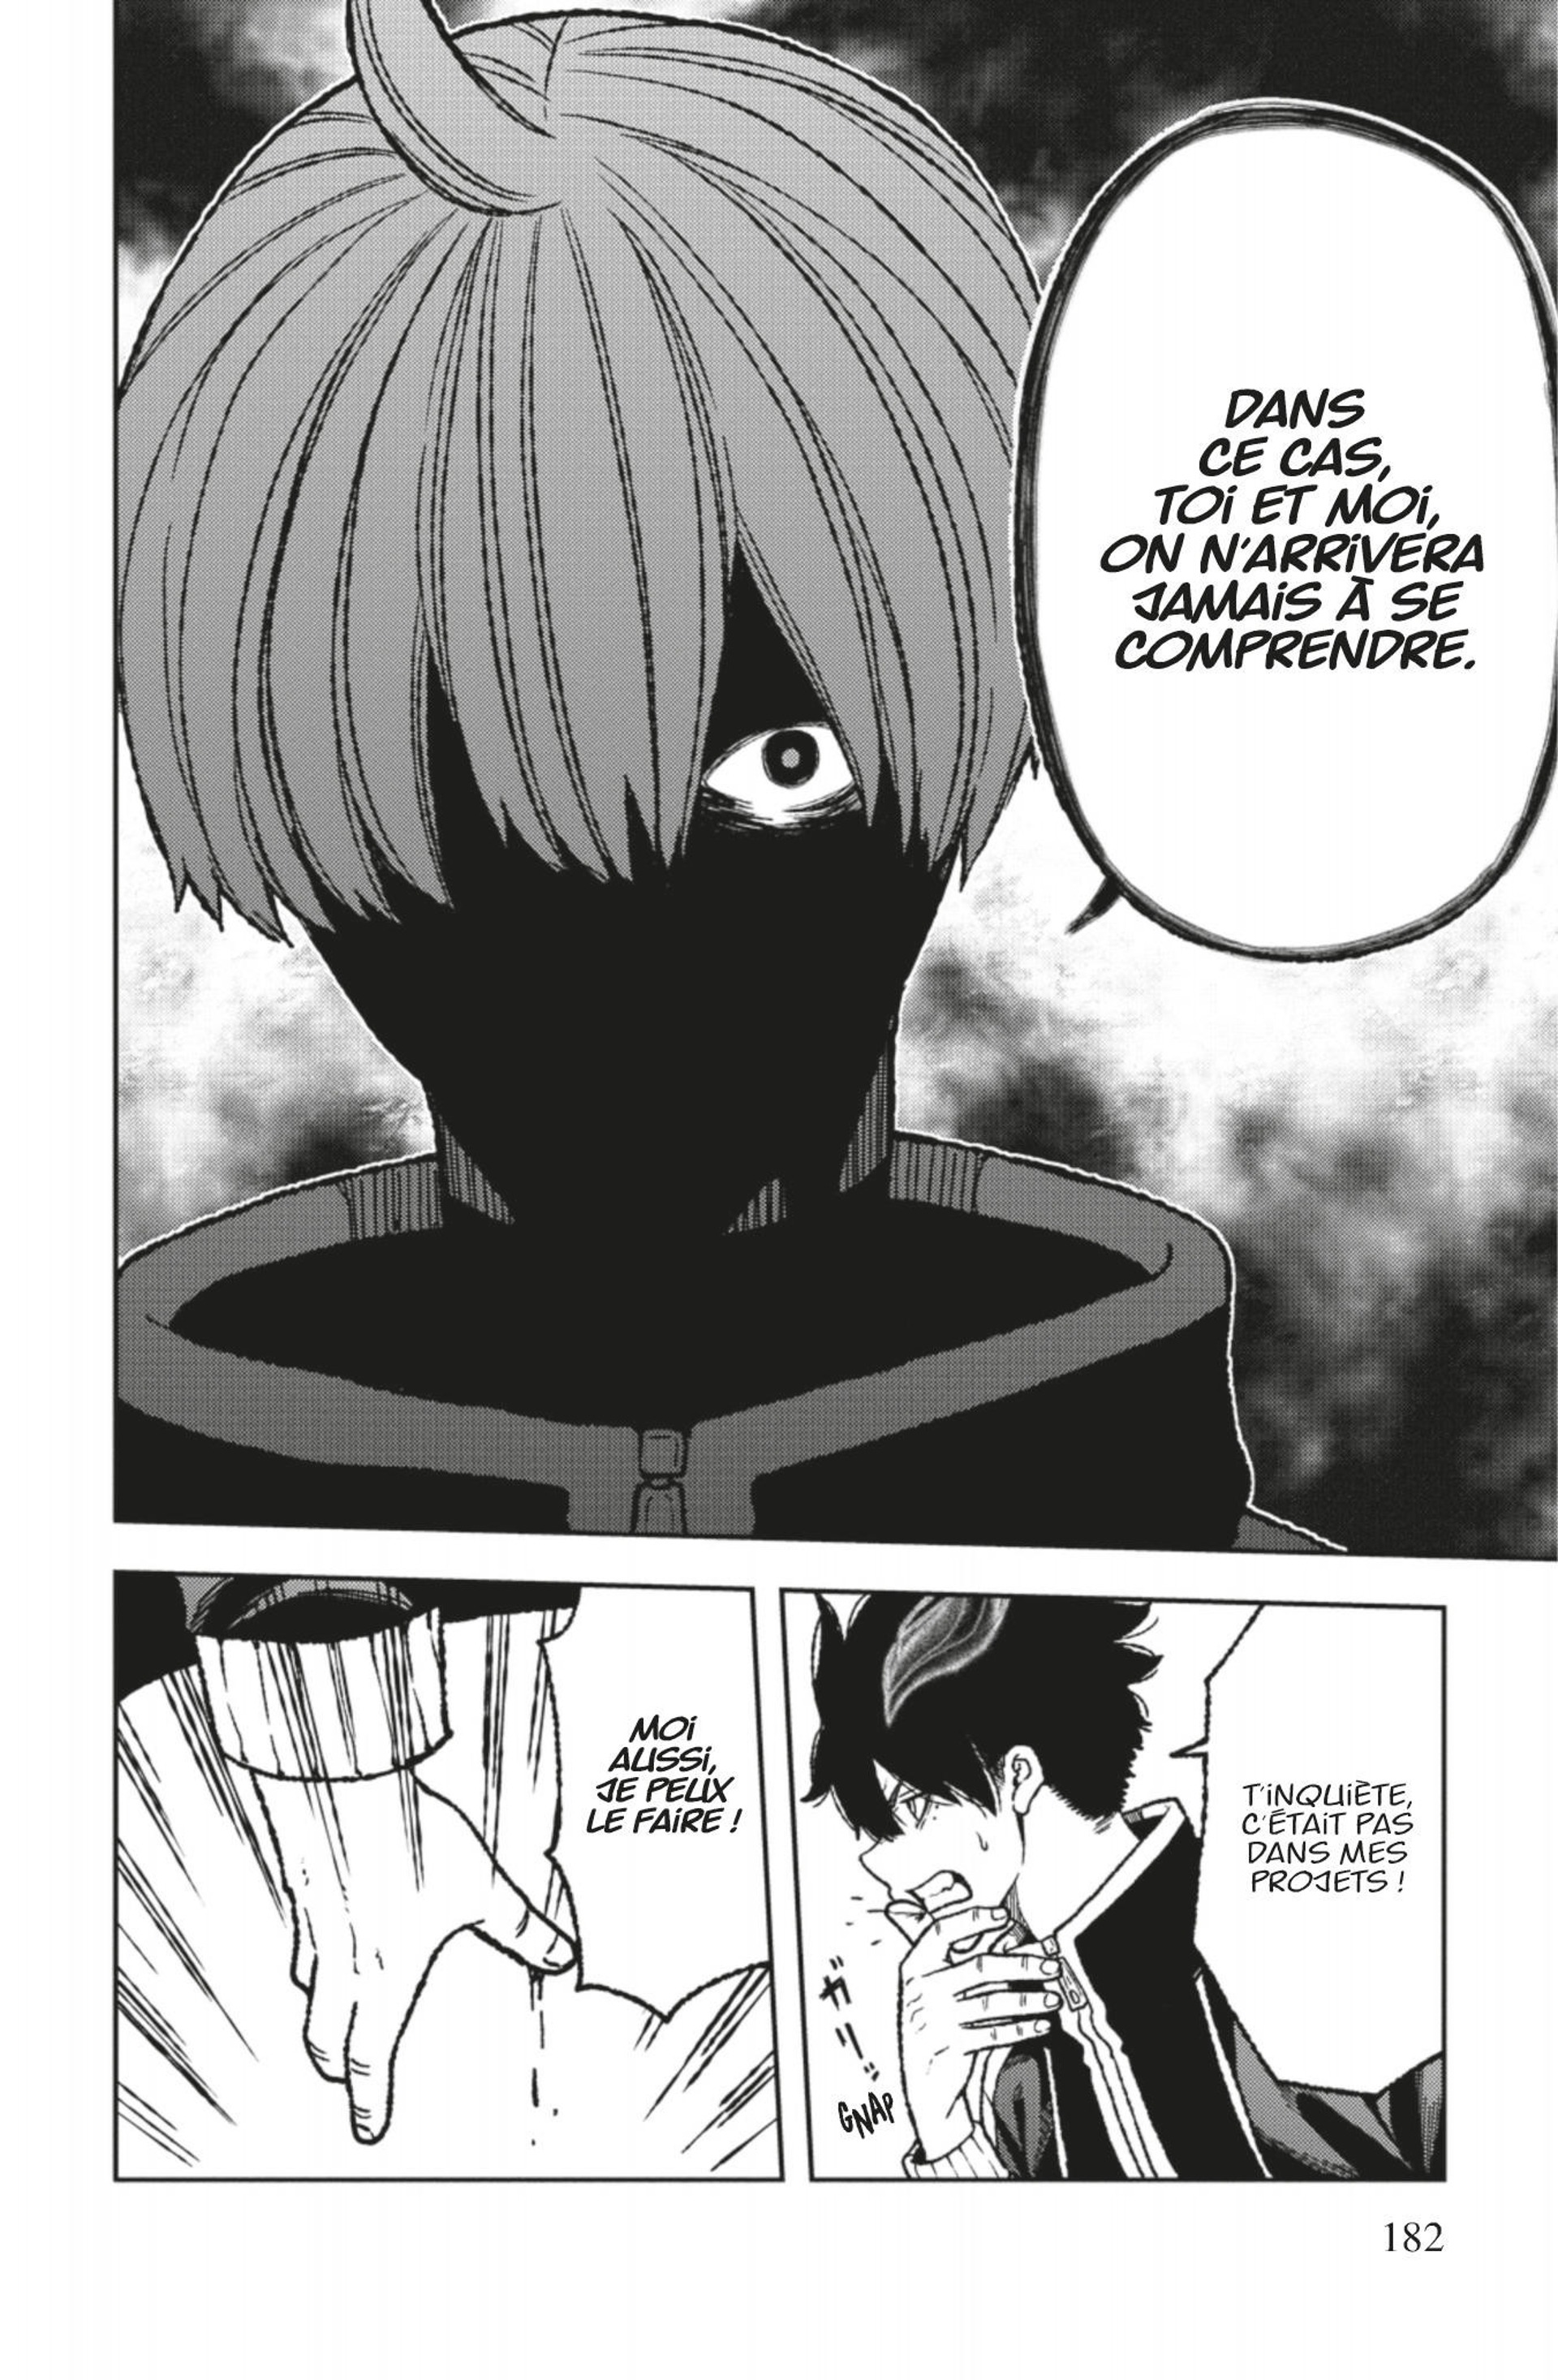 DANS
CE CAS,
TOI ET MOI,
ON N'ARRIVERA
JAMAIS À SE
COMPRENDRE.
T'INQUIÈTE,
C'ÉTAIT PAS
DANS MES
PROJETS !
ガリッ
GNAP
MOI
AUSSI,
JE PEUX
LE FAIRE !
182